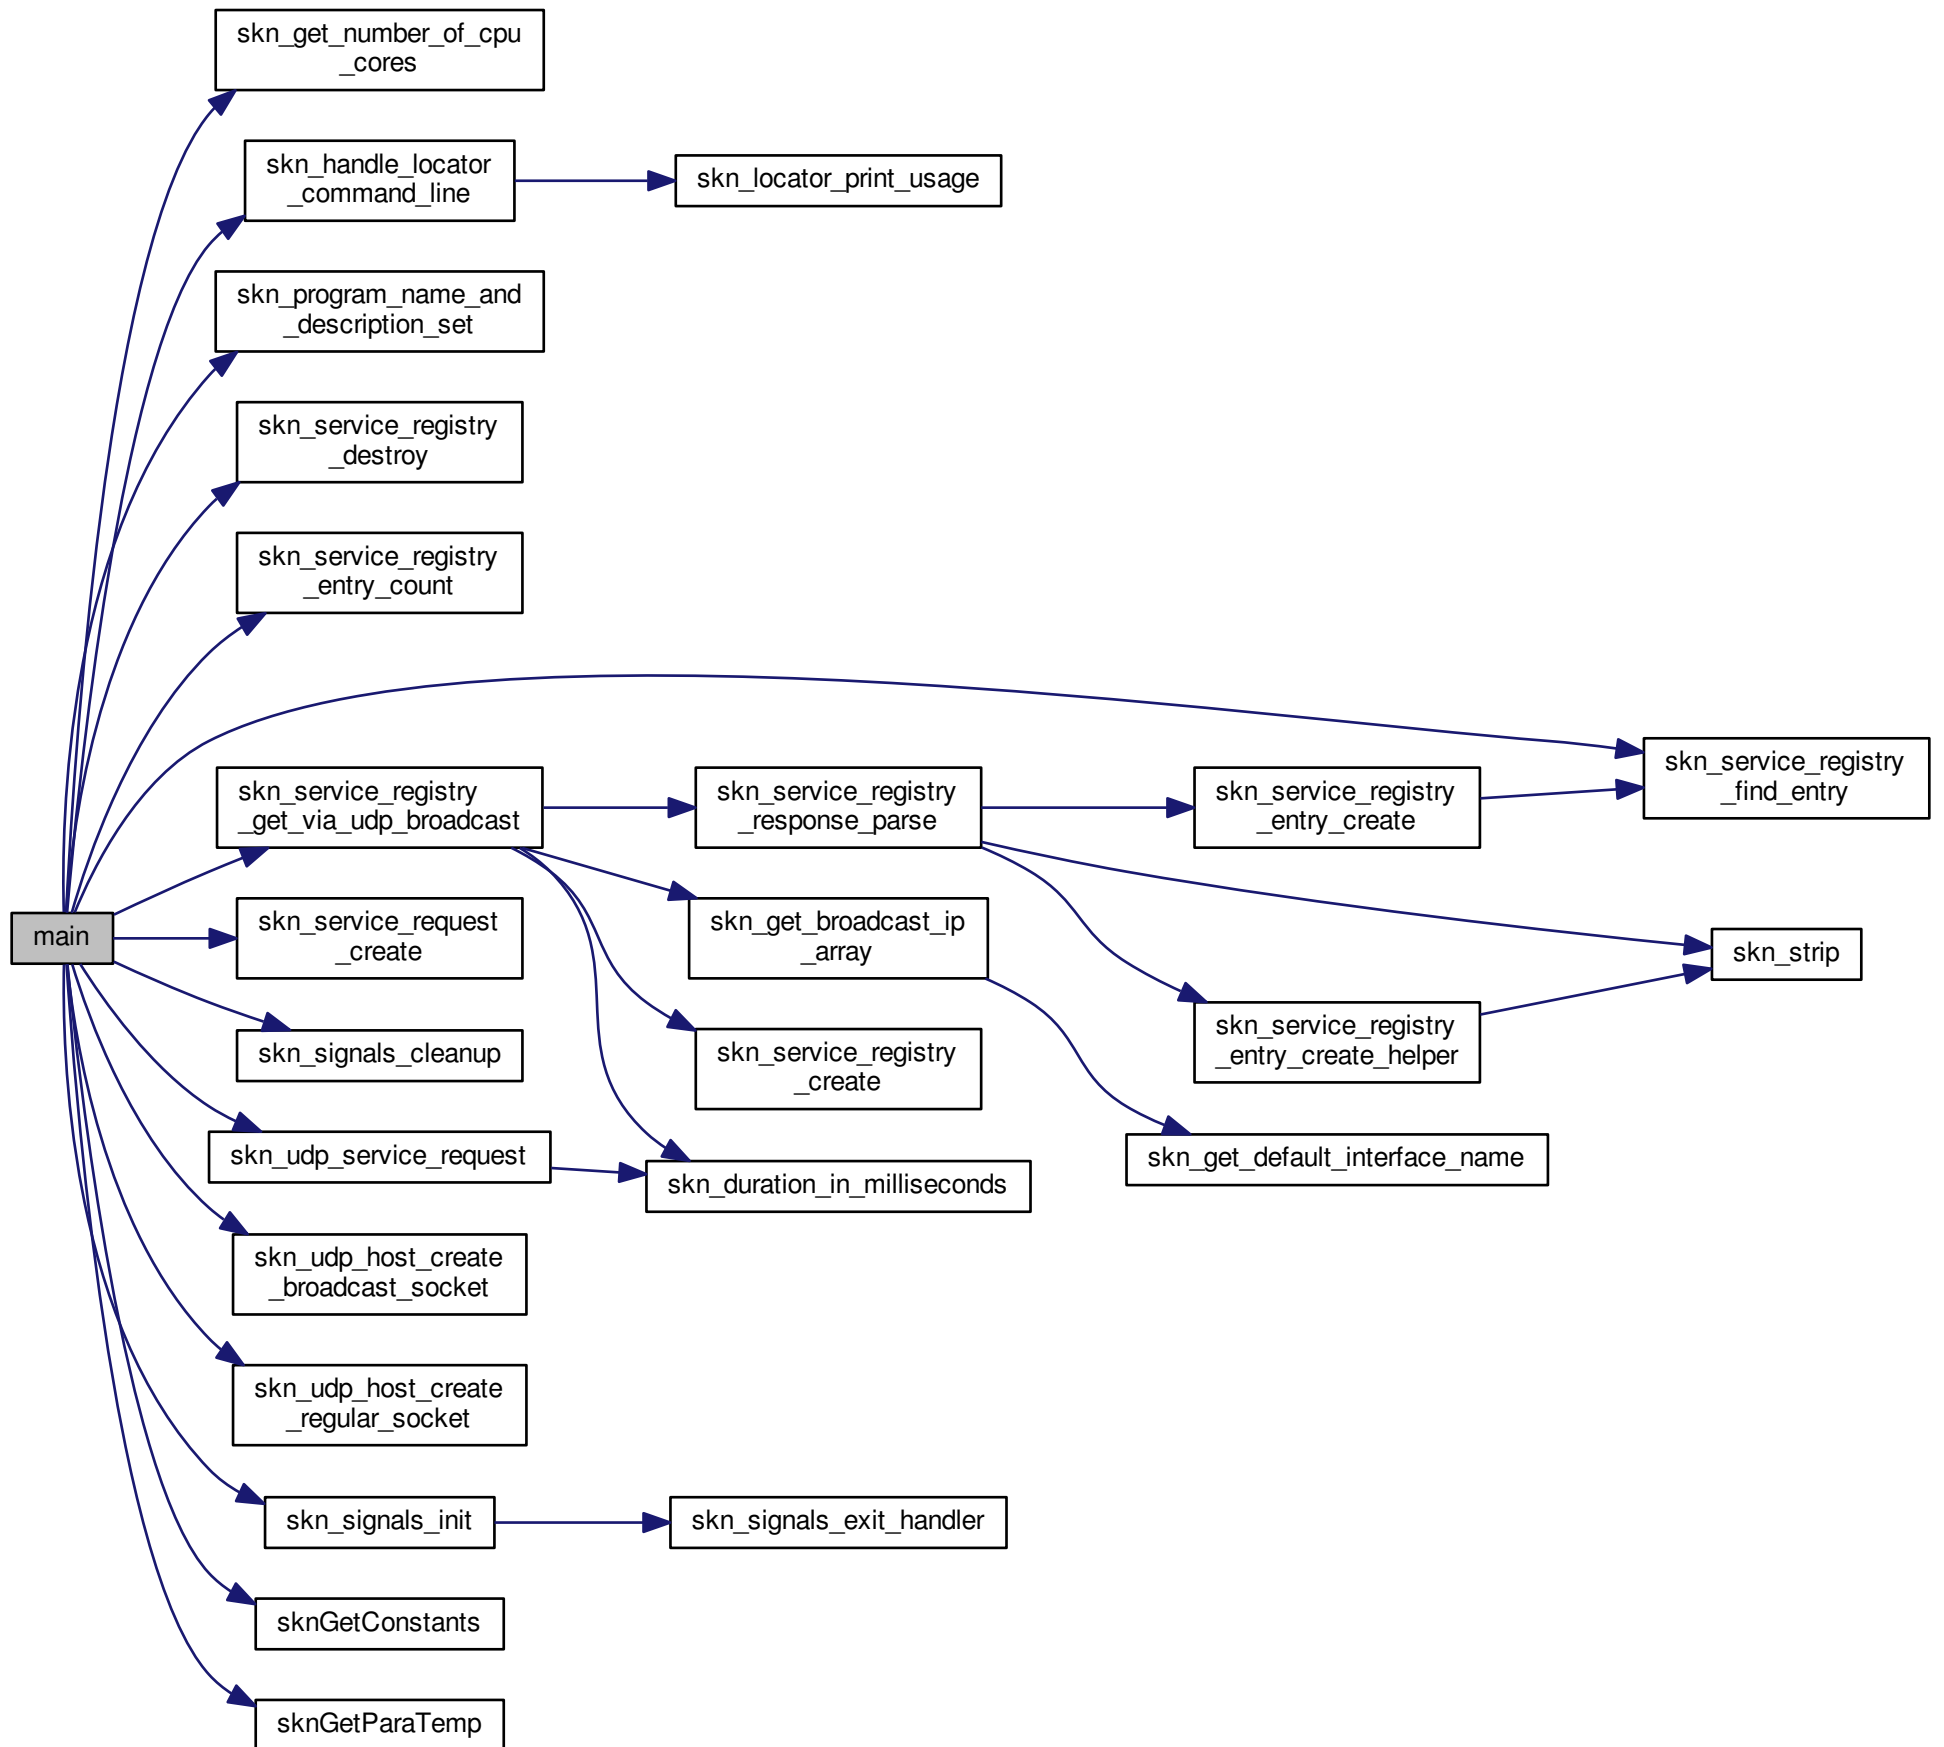 skn_get_number_of_cpu
_cores
skn_handle_locator
_command_line
skn_locator_print_usage
skn_program_name_and
_description_set
skn_service_registry
_destroy
skn_service_registry
_entry_count
skn_service_registry
_find_entry
skn_service_registry
_get_via_udp_broadcast
skn_service_registry
_response_parse
skn_service_registry
_entry_create
main
skn_service_request
_create
skn_get_broadcast_ip
_array
skn_strip
skn_signals_cleanup
skn_service_registry
_create
skn_service_registry
_entry_create_helper
skn_udp_service_request
skn_duration_in_milliseconds
skn_get_default_interface_name
skn_udp_host_create
_broadcast_socket
skn_udp_host_create
_regular_socket
skn_signals_init
skn_signals_exit_handler
sknGetConstants
sknGetParaTemp